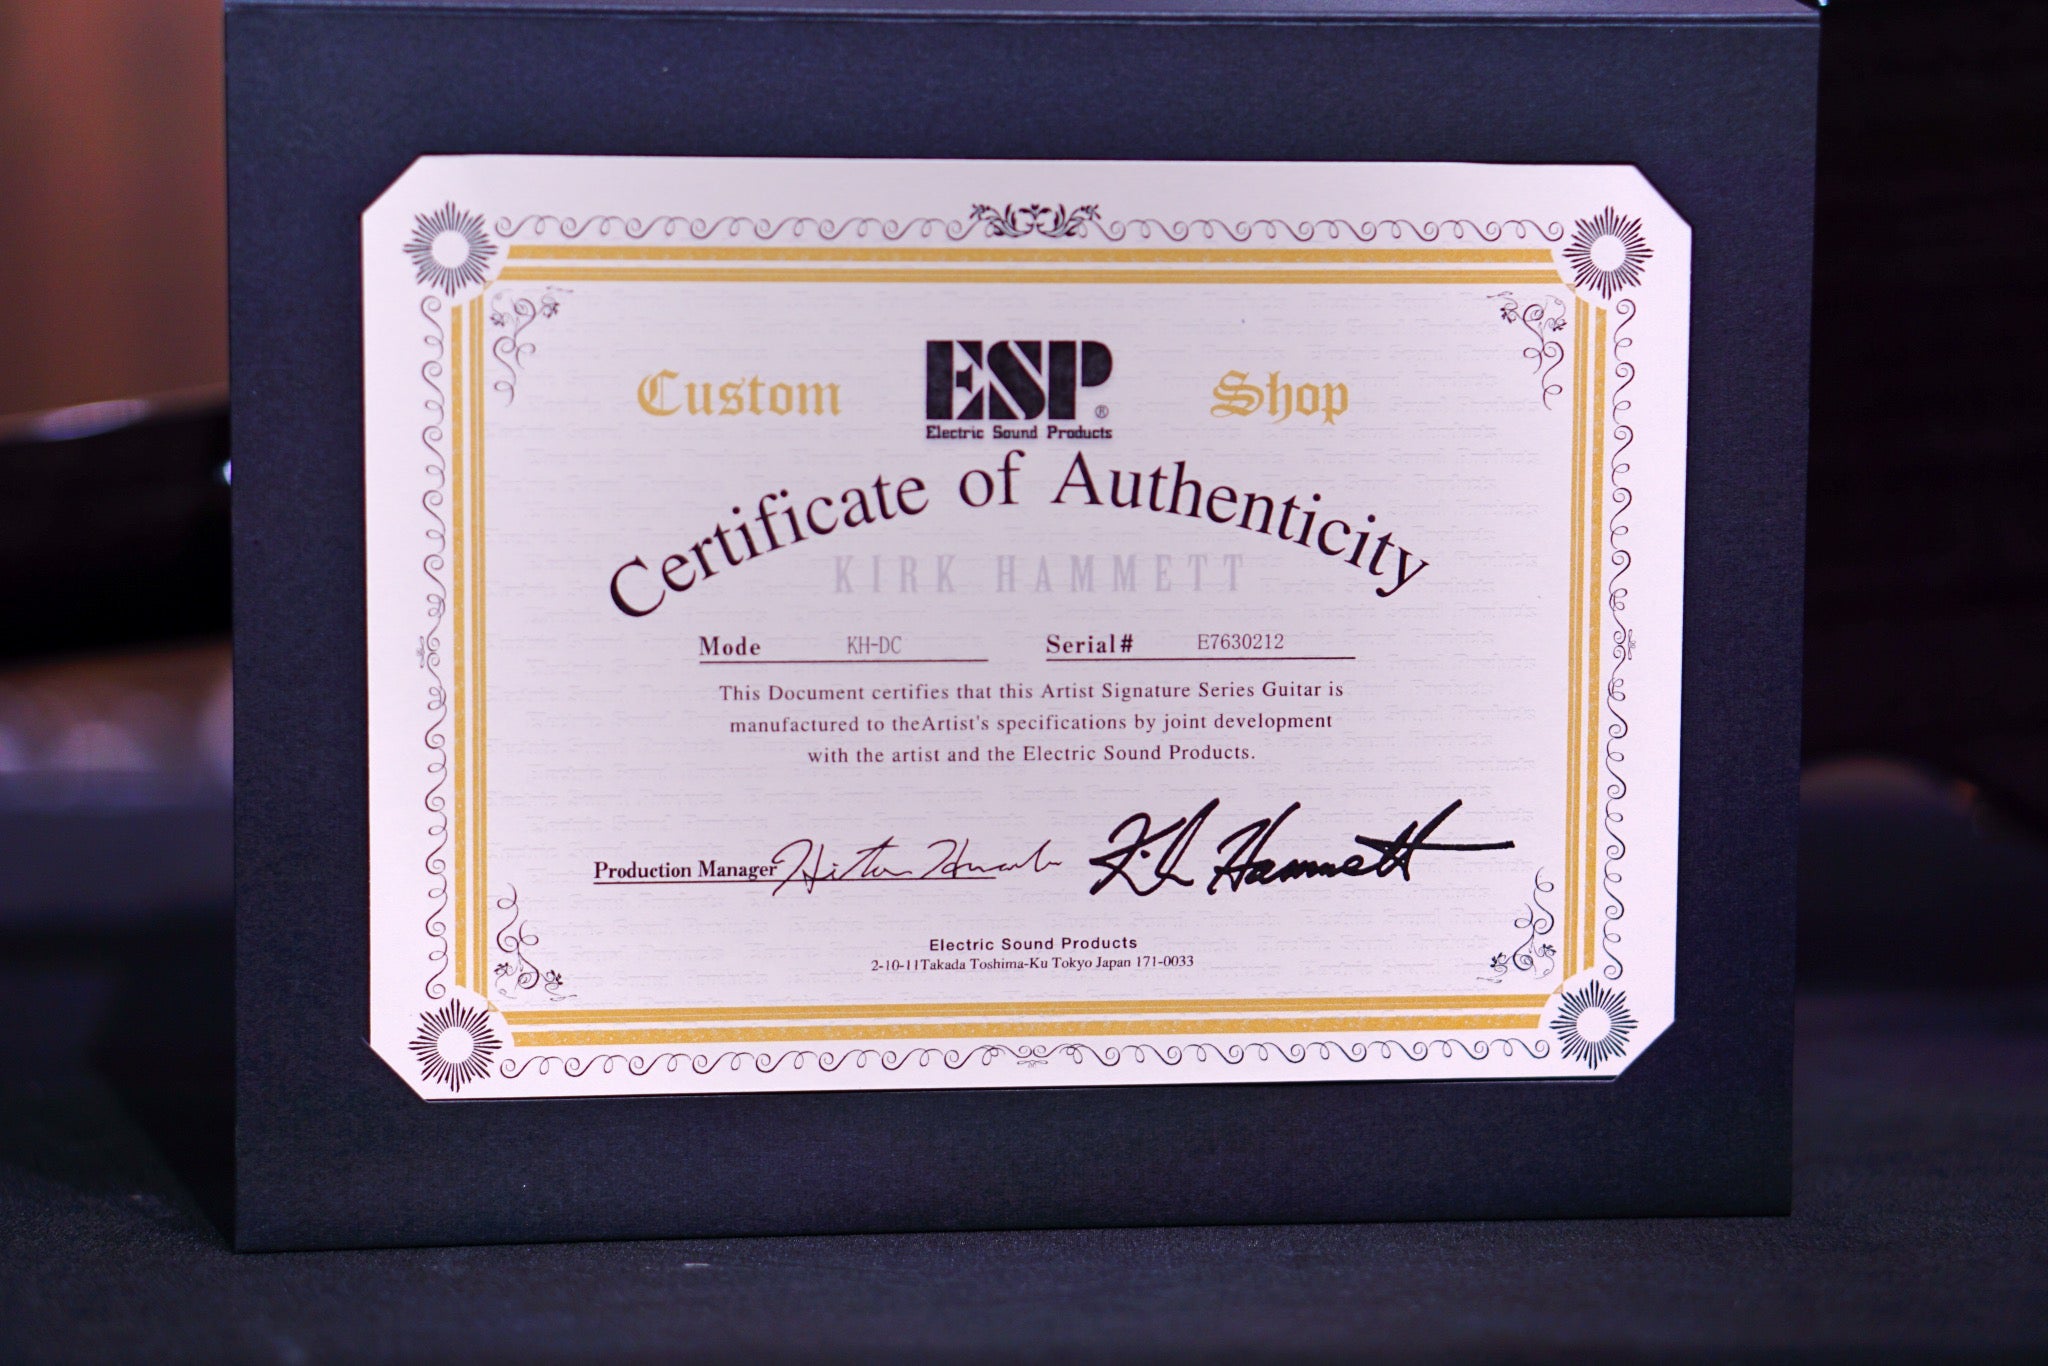 Custom ESP® Shop
Electric Sound Products
Certificate of Authenticity
KIRK HAMMETT
Mode KH-DC Serial# E7630212
This Document certifies that this Artist Signature Series Guitar is
manufactured to theArtist's specifications by joint development
with the artist and the Electric Sound Products.
Production Manager Kirk Hammett
Electric Sound Products
2-10-11Takada Toshima-Ku Tokyo Japan 171-0033